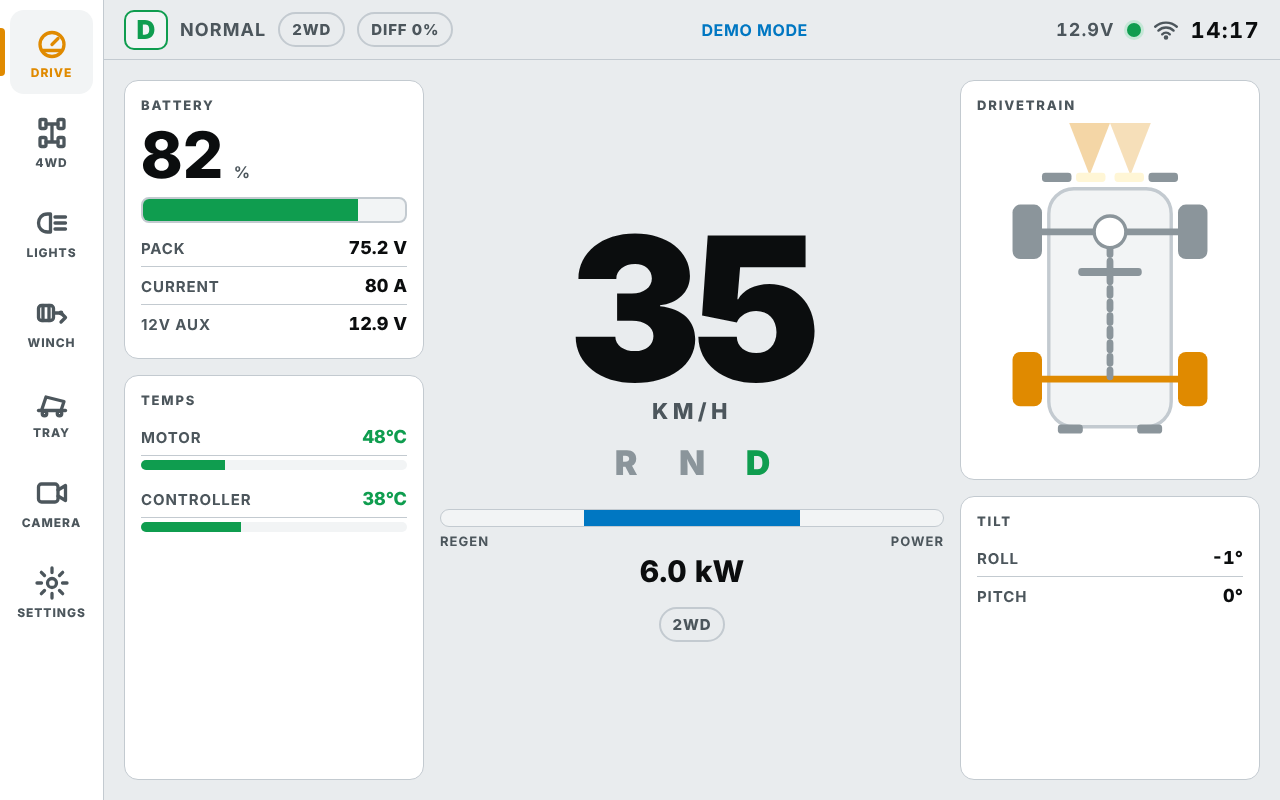 D NORMAL 2WD DIFF 0% DEMO MODE 12.9V 14:17
DRIVE
4WD
LIGHTS
WINCH
TRAY
CAMERA
SETTINGS
BATTERY
82 %
PACK 75.2 V
CURRENT 80 A
12V AUX 12.9 V
TEMPS
MOTOR 48°C
CONTROLLER 38°C
35
KM/H
R N D
REGEN POWER
6.0 kW
2WD
DRIVETRAIN
TILT
ROLL -1°
PITCH 0°